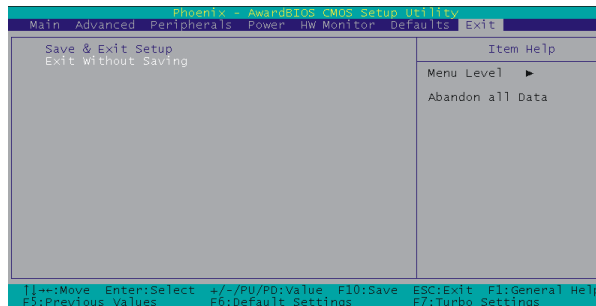 Phoenix - AwardBIOS CMOS Setup Utility
Main Advanced Peripherals Power HW Monitor Defaults Exit
Save & Exit Setup
Exit Without Saving
Item Help
Menu Level ►
Abandon all Data
↑↓→←:Move Enter:Select +/-/PU/PD:Value F10:Save ESC:Exit F1:General Help
F5:Previous Values F6:Default Settings F7:Turbo Settings